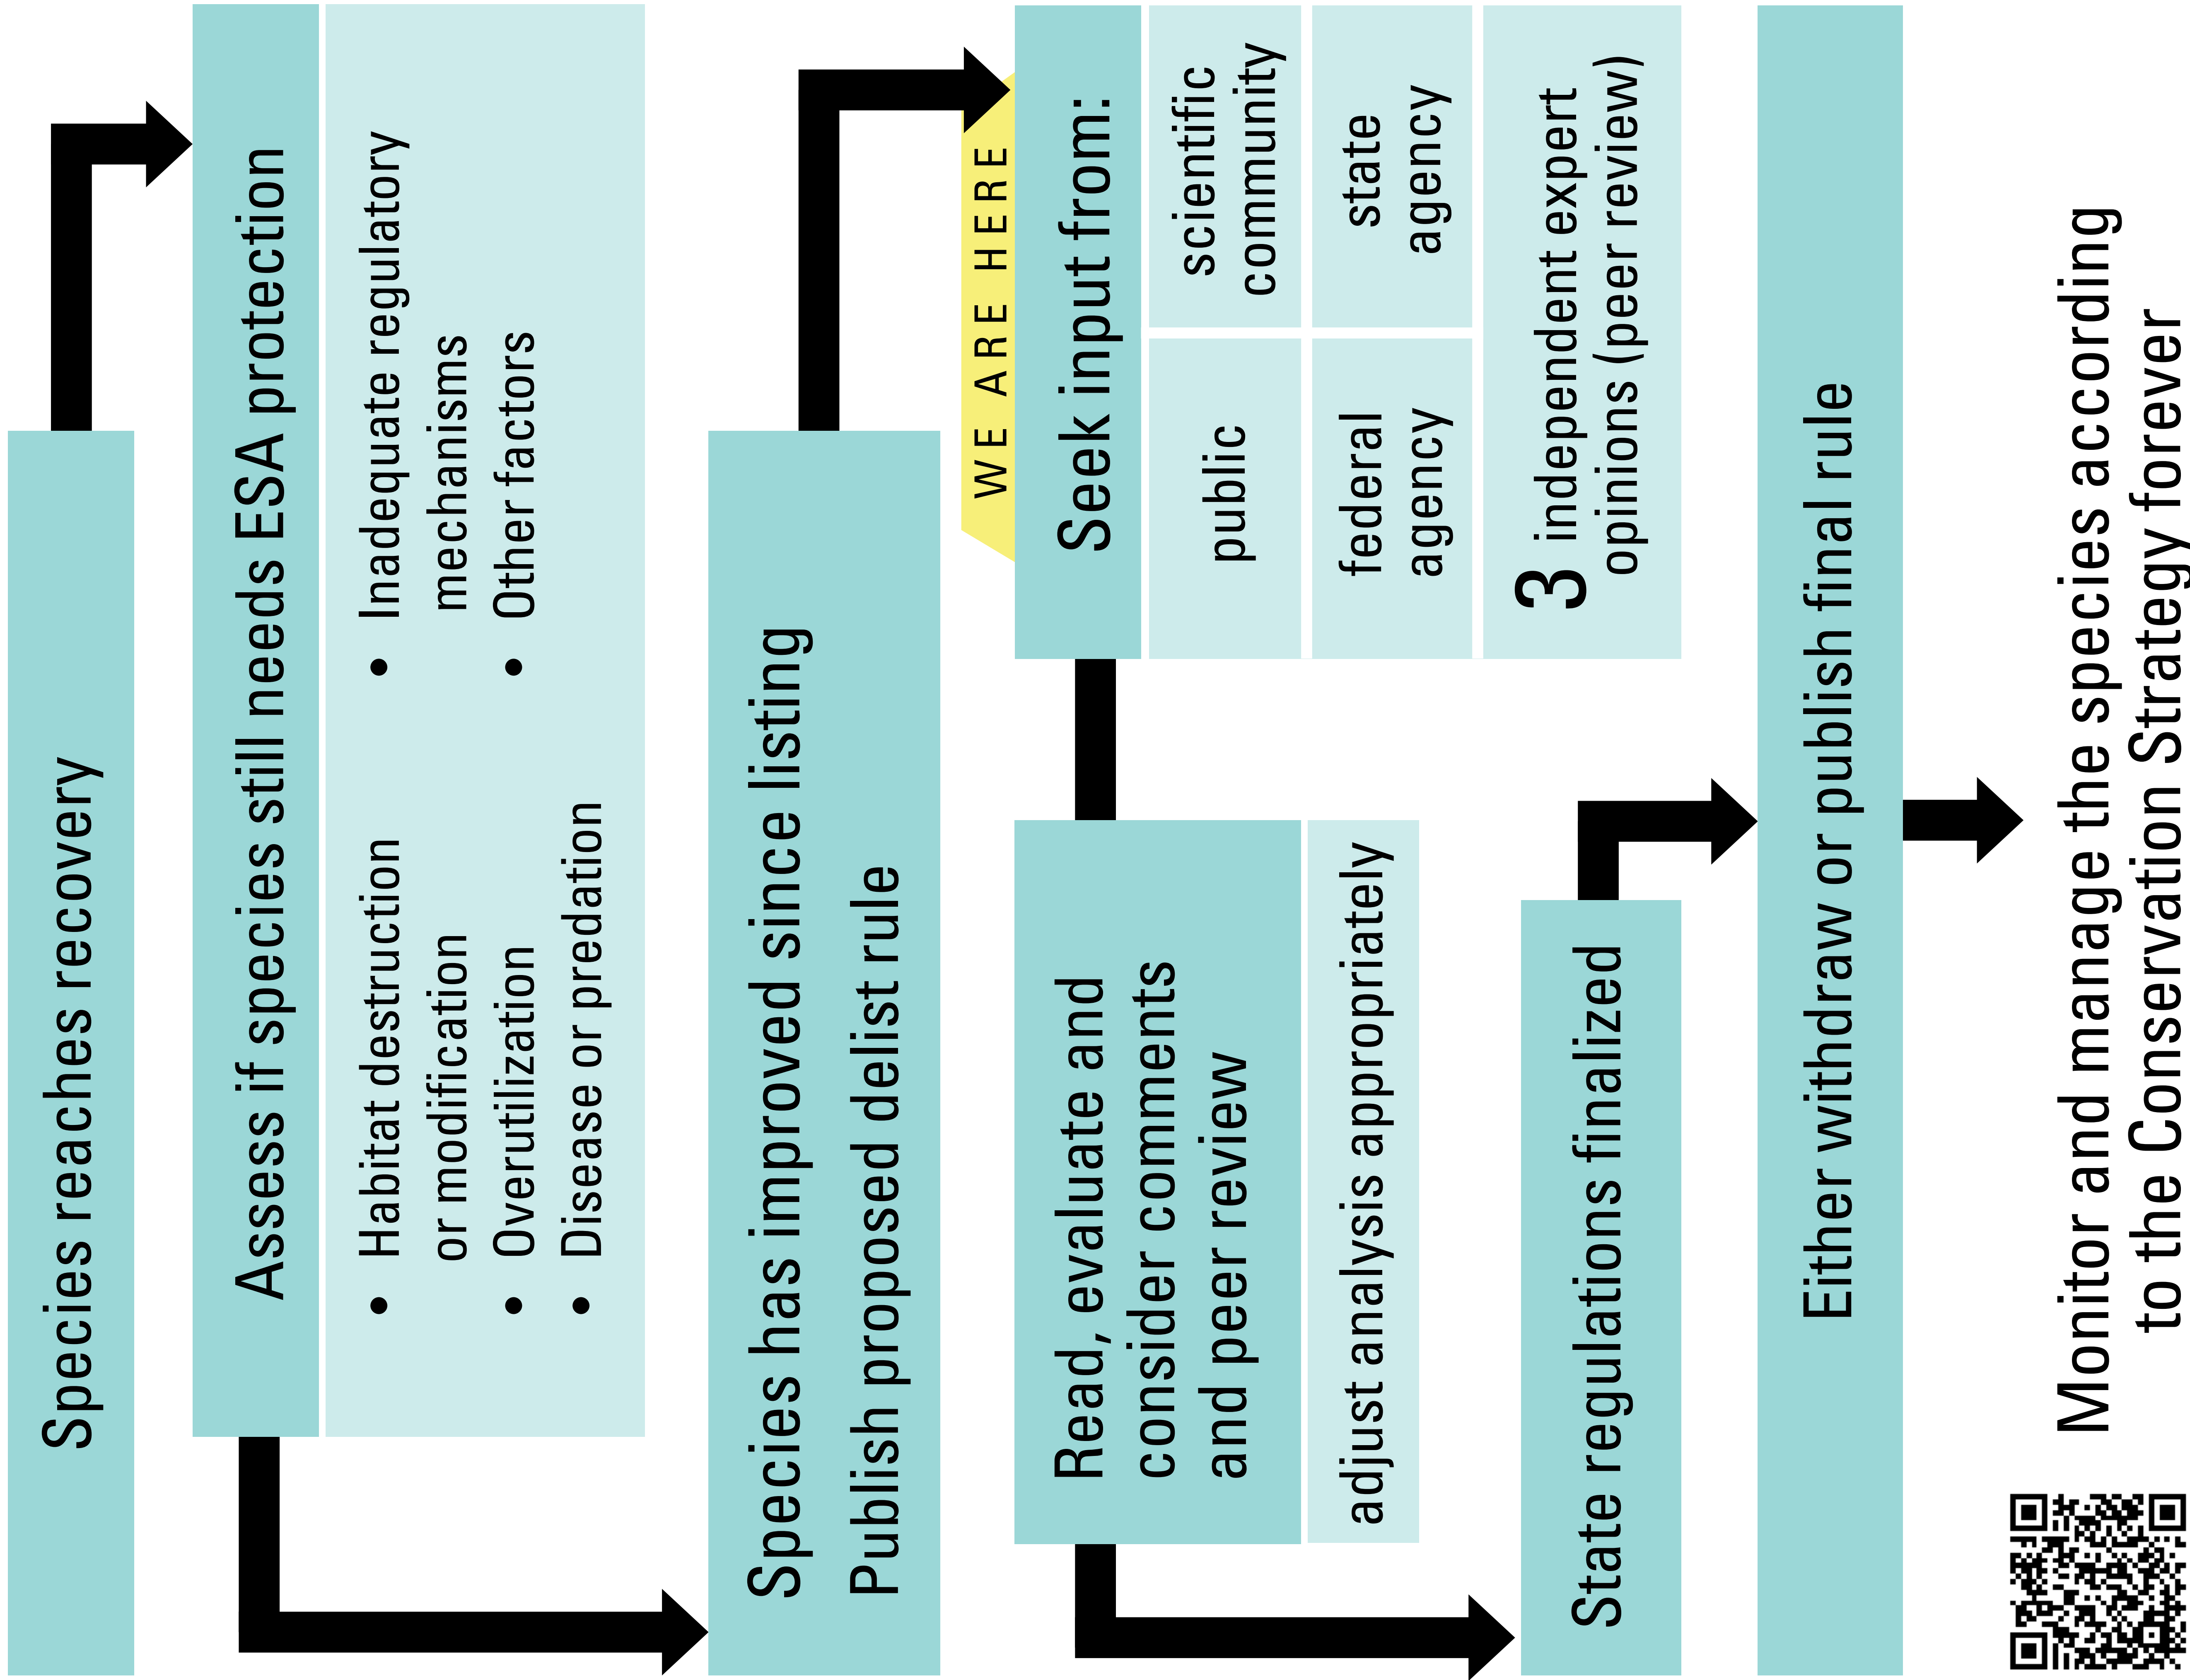 Species reaches recovery
Assess if species still needs ESA protection
• Habitat destruction
or modification
• Overutilization
• Disease or predation
• Inadequate regulatory
mechanisms
• Other factors
Species has improved since listing
Publish proposed delist rule
WE ARE HERE
Seek input from:
public
scientific
community
federal
agency
state
agency
3 independent expert
opinions (peer review)
Read, evaluate and
consider comments
and peer review
adjust analysis appropriately
State regulations finalized
Either withdraw or publish final rule
Monitor and manage the species according
to the Conservation Strategy forever